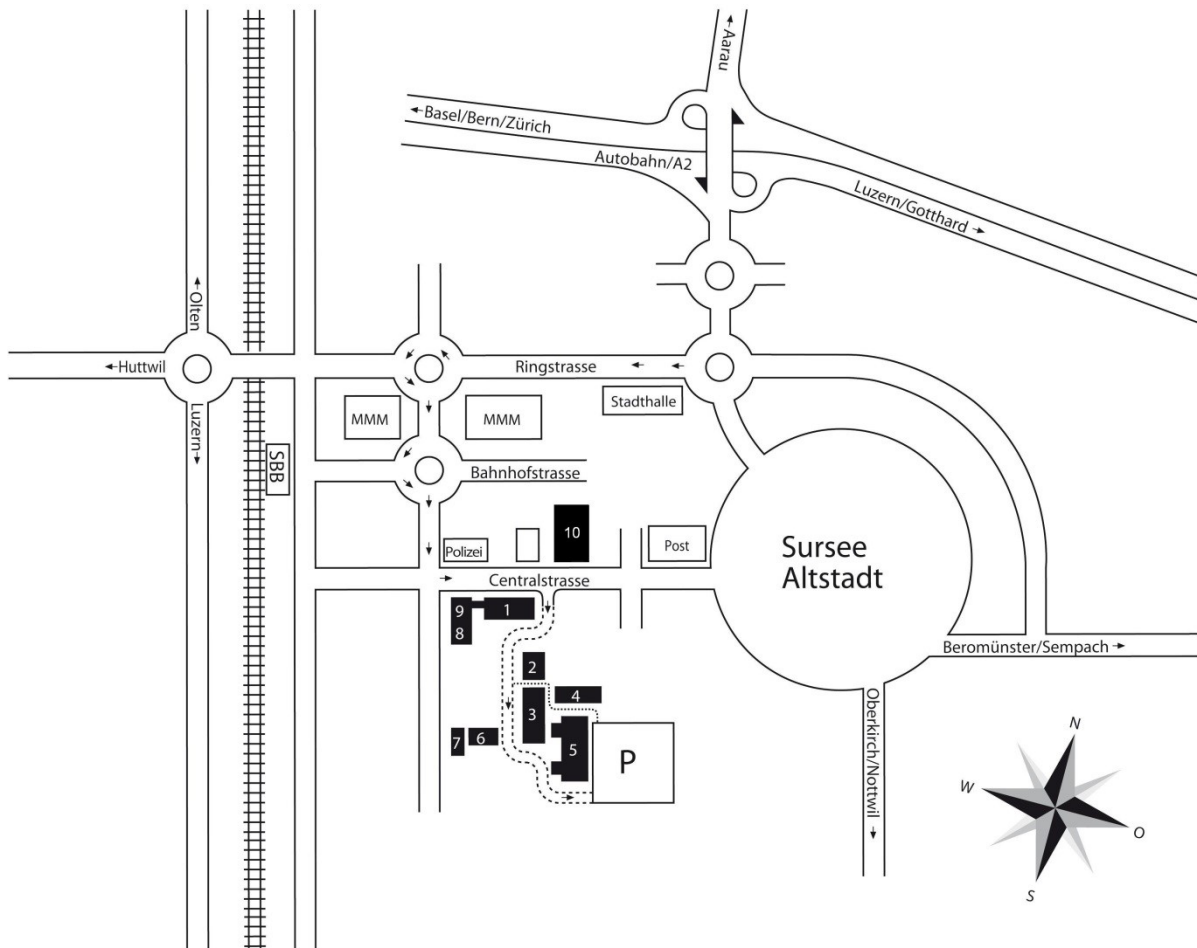 ←Basel/Bern/Zürich
→Aarau
Autobahn/A2
Luzern/Gotthard →
→Olten
←Huttwil
Luzern→
Ringstrasse
Stadthalle
MMM
MMM
SBB
Bahnhofstrasse
Polizei
10
Post
Centralstrasse
Sursee
Altstadt
9
1
8
2
4
3
5
7
6
P
Beromünster/Sempach →
Oberkirch/Nottwil →
N
W
O
S